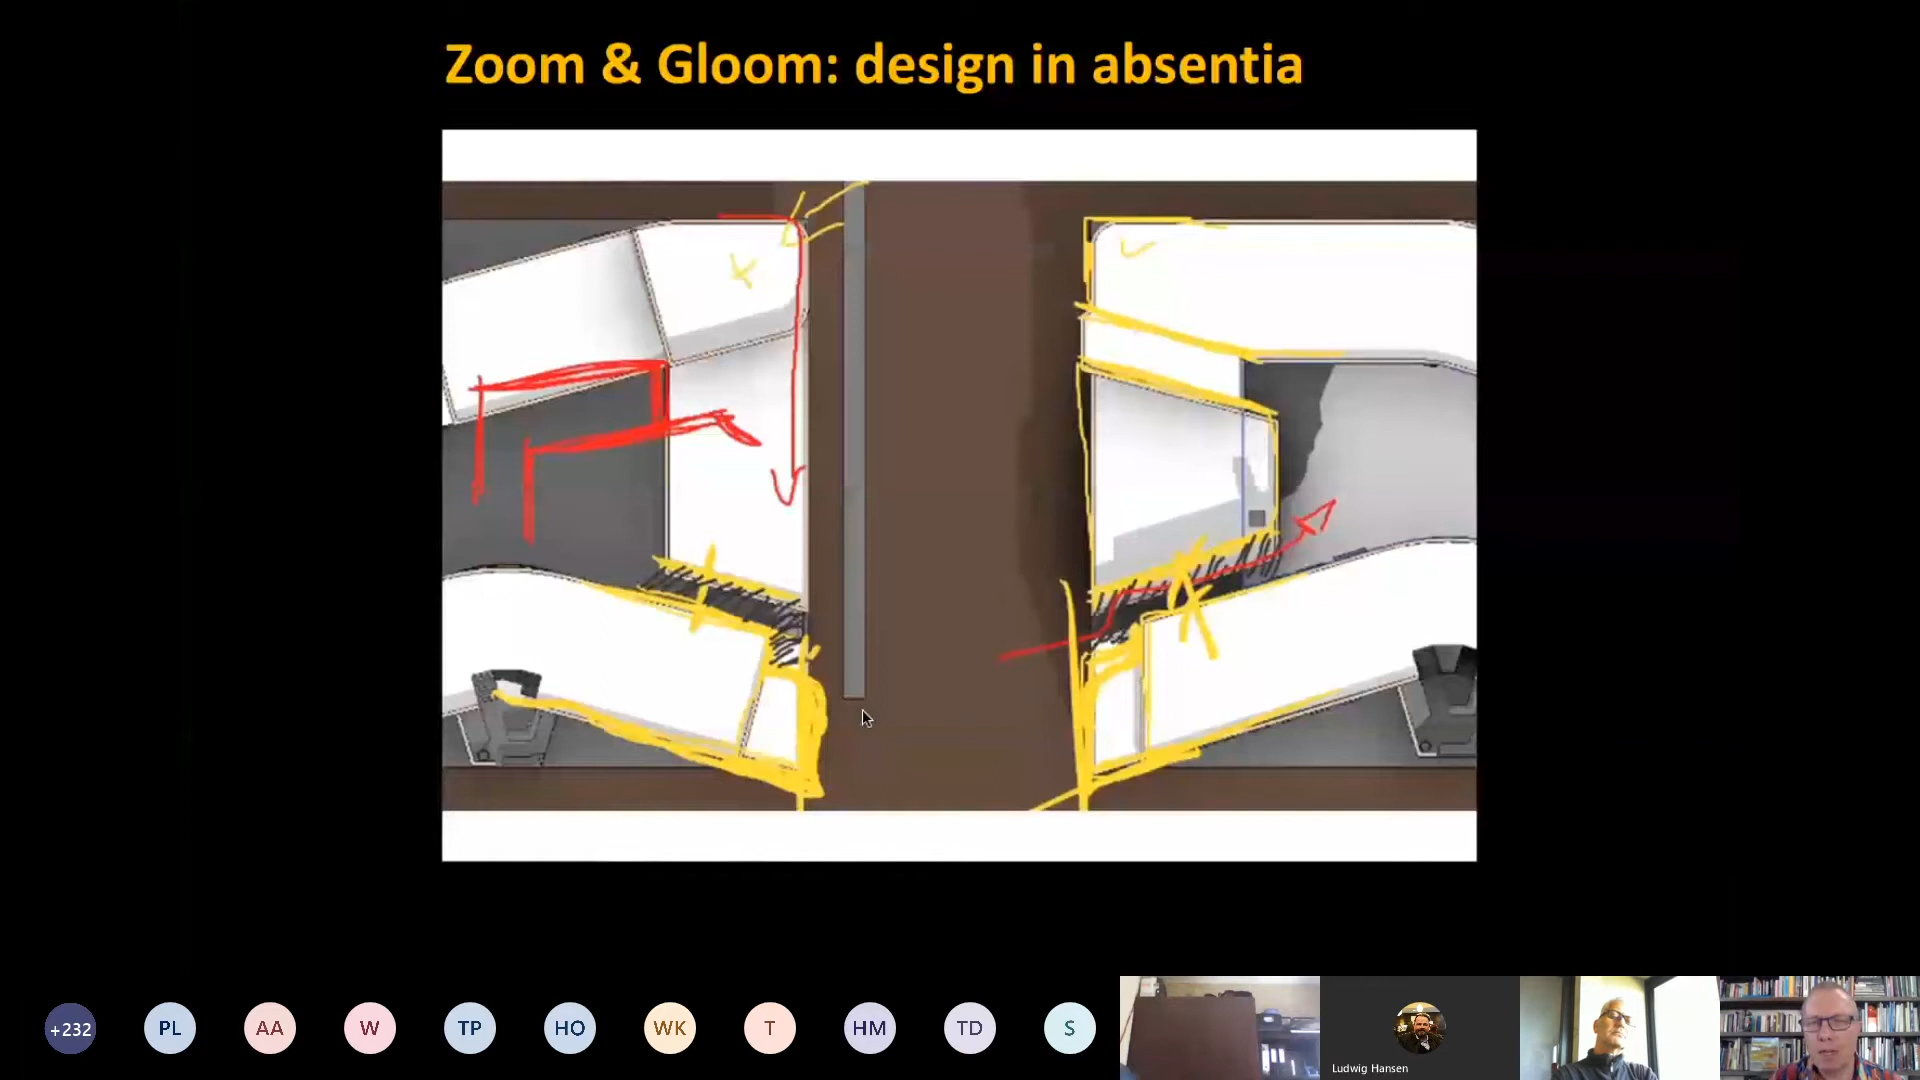 Zoom & Gloom: design in absentia
+232
PL
AA
W
TP
HO
WK
T
HM
TD
S
Ludwig Hansen